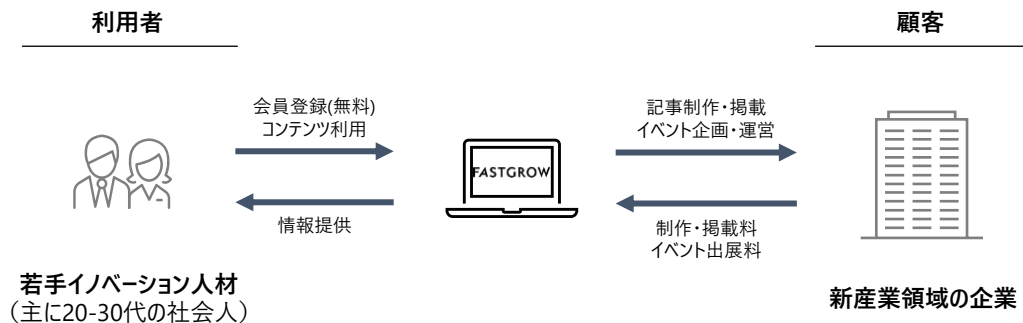 利用者
顧客
会員登録(無料)
コンテンツ利用
記事制作・掲載
イベント企画・運営
FASTGROW
情報提供
制作・掲載料
イベント出展料
若手イノベーション人材
（主に20-30代の社会人）
新産業領域の企業